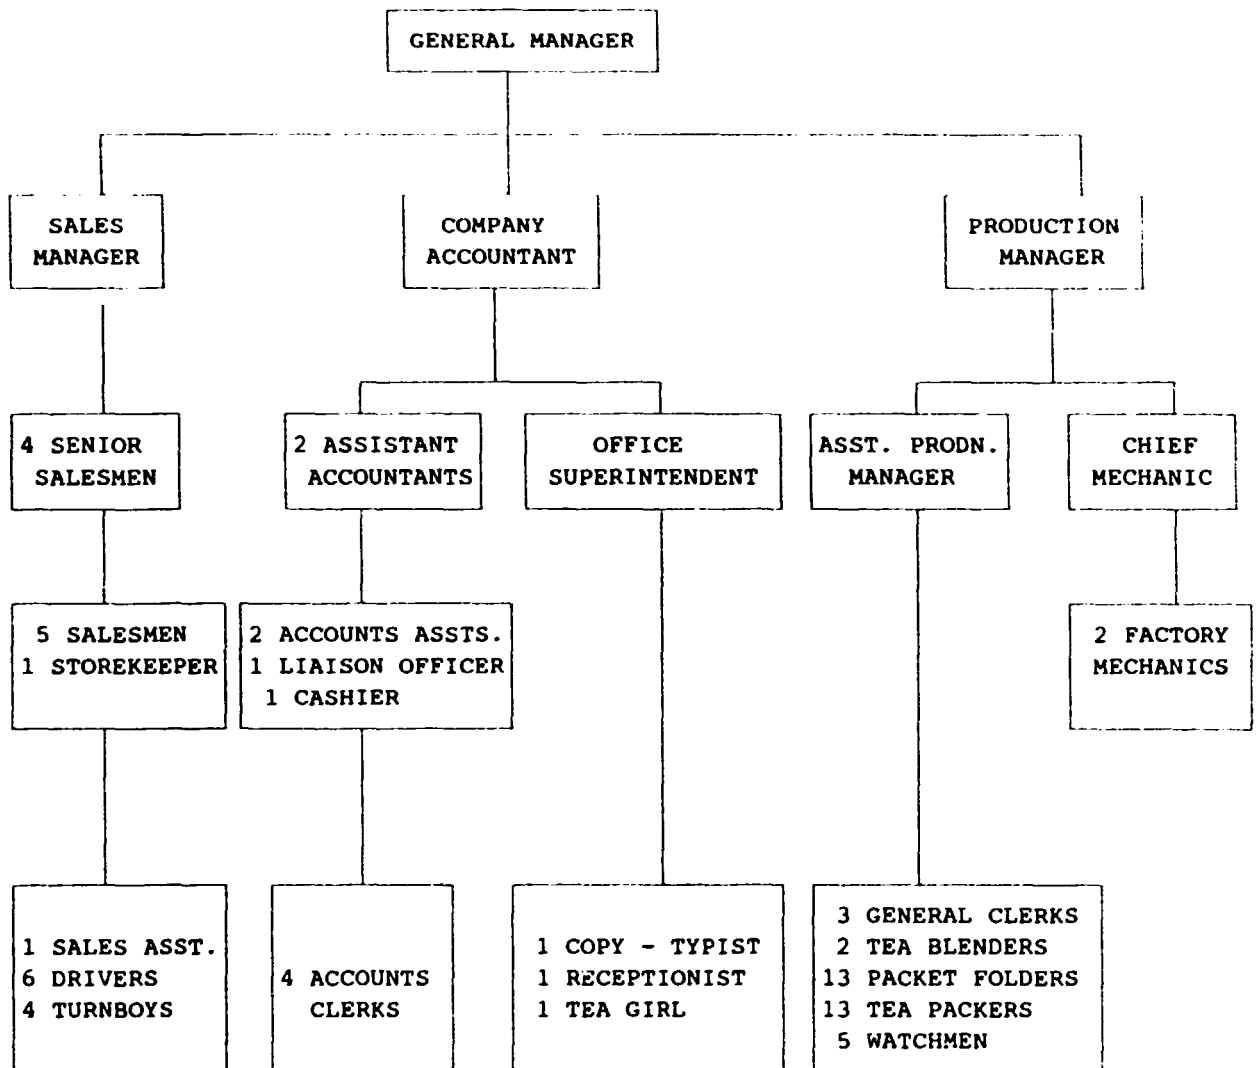 GENERAL MANAGER
SALES
MANAGER
COMPANY
ACCOUNTANT
PRODUCTION
MANAGER
4 SENIOR
SALESMEN
2 ASSISTANT
ACCOUNTANTS
OFFICE
SUPERINTENDENT
ASST. PRODN.
MANAGER
CHIEF
MECHANIC
5 SALESMEN
1 STOREKEEPER
2 ACCOUNTS ASSTS.
1 LIAISON OFFICER
1 CASHIER
2 FACTORY
MECHANICS
1 SALES ASST.
6 DRIVERS
4 TURNBOYS
4 ACCOUNTS
CLERKS
1 COPY - TYPIST
1 RECEPTIONIST
1 TEA GIRL
3 GENERAL CLERKS
2 TEA BLENDERS
13 PACKET FOLDERS
13 TEA PACKERS
5 WATCHMEN